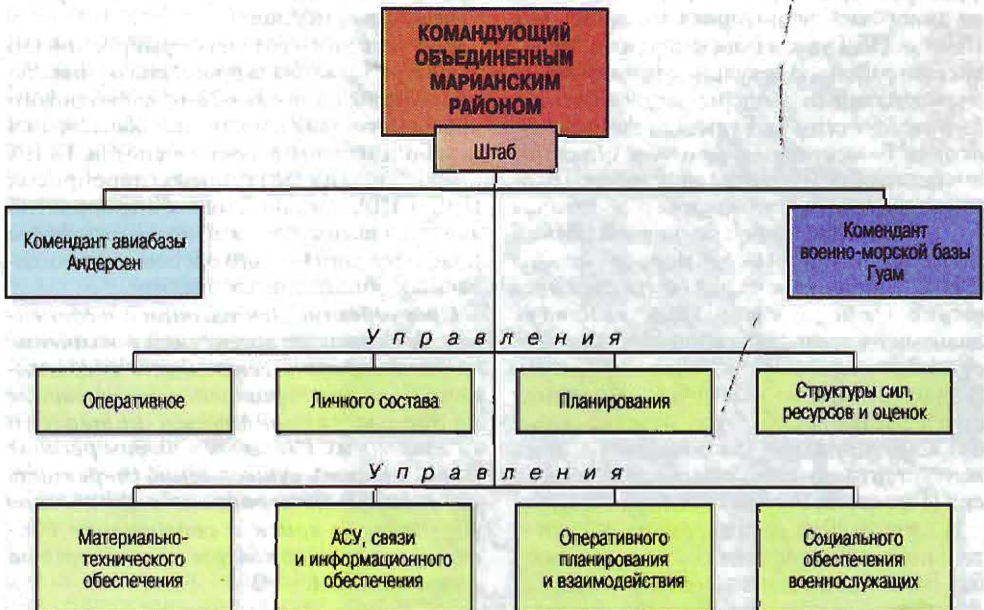 КОМАНДУЮЩИЙ
ОБЪЕДИНЕННЫМ
МАРИАНСКИМ
РАЙОНОМ
Штаб
Комендант авиабазы
Андерсен
Комендант
военно-морской базы
Гуам
Управления
Оперативное
Личного состава
Планирования
Структуры сил,
ресурсов и оценок
Управления
Материально-
технического
обеспечения
АСУ, связи
и информационного
обеспечения
Оперативного
планирования
и взаимодействия
Социального
обеспечения
военнослужащих